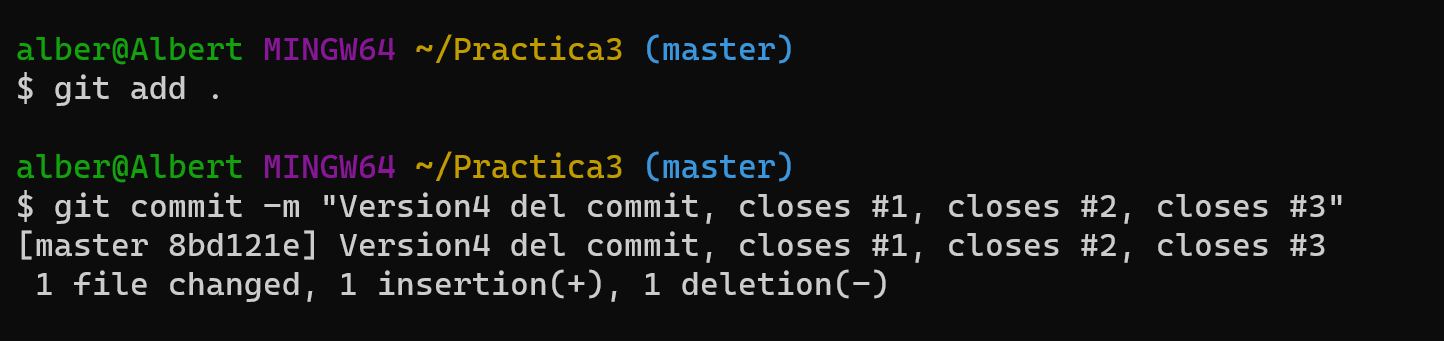 alber@Albert MINGW64 ~/Practica3 (master)
$ git add .
alber@Albert MINGW64 ~/Practica3 (master)
$ git commit -m "Version4 del commit, closes #1, closes #2, closes #3"
[master 8bd121e] Version4 del commit, closes #1, closes #2, closes #3
 1 file changed, 1 insertion(+), 1 deletion(-)